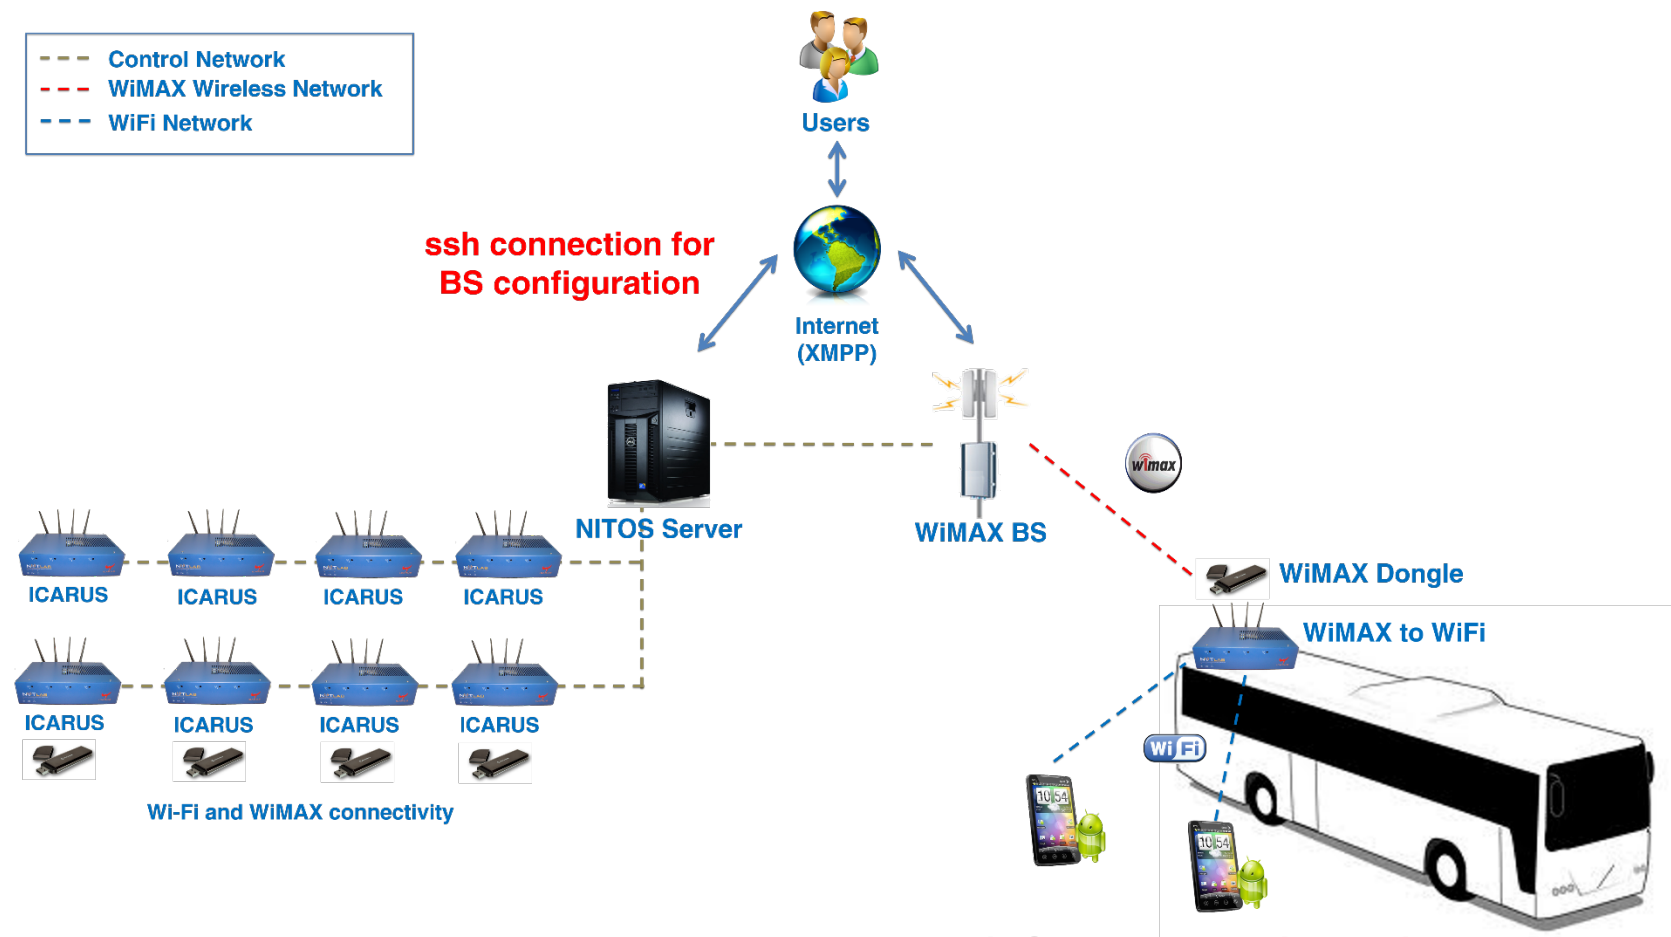 Control Network
WiMAX Wireless Network
WiFi Network
Users
ssh connection for
BS configuration
Internet
(XMPP)
wimax
NITOS Server
WiMAX BS
ICARUS
ICARUS
ICARUS
ICARUS
WiMAX Dongle
WiMAX to WiFi
ICARUS
ICARUS
ICARUS
ICARUS
Wi Fi
Wi-Fi and WiMAX connectivity
10 54
10 54